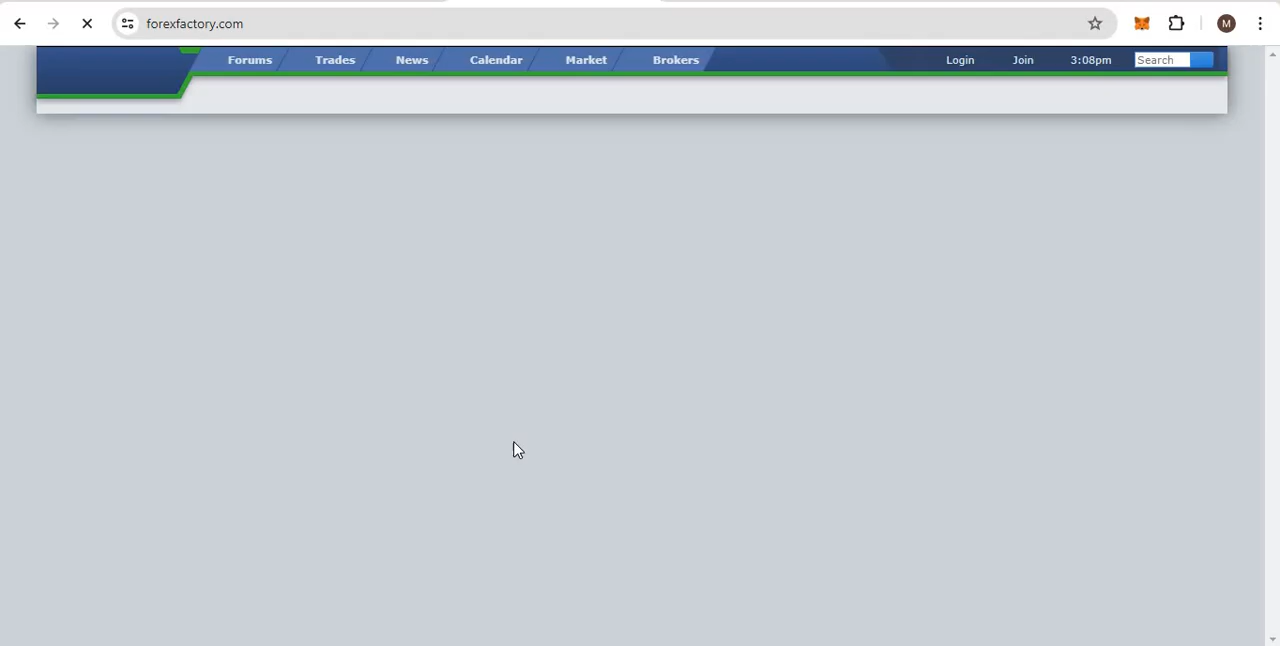 forexfactory.com
M
Forums Trades News Calendar Market Brokers Login Join 3:08pm Search